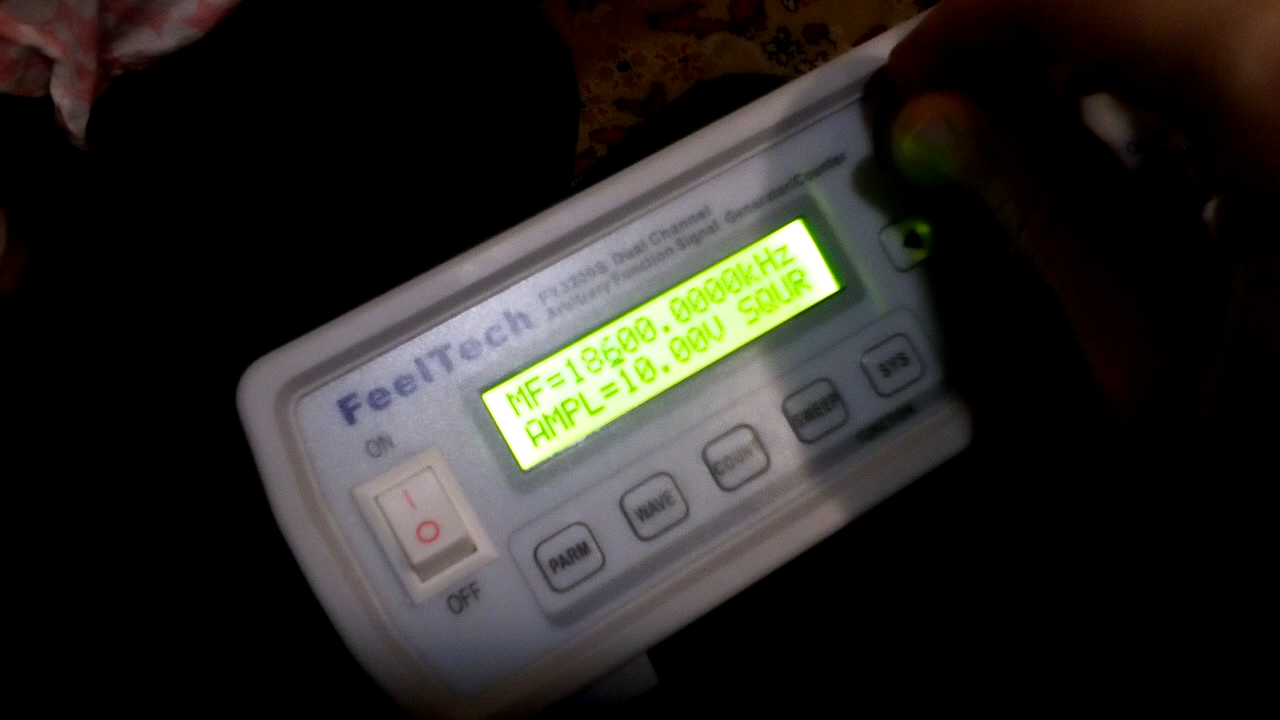 FeelTech
FY3200S Dual Channel
Arbitrary Function Signal Generator/Counter
MF=18600.0000kHz
AMPL=10.00V SQUR
ON
OFF
PARM
WAVE
COUNT
SWEEP
SYS
FUNCTION